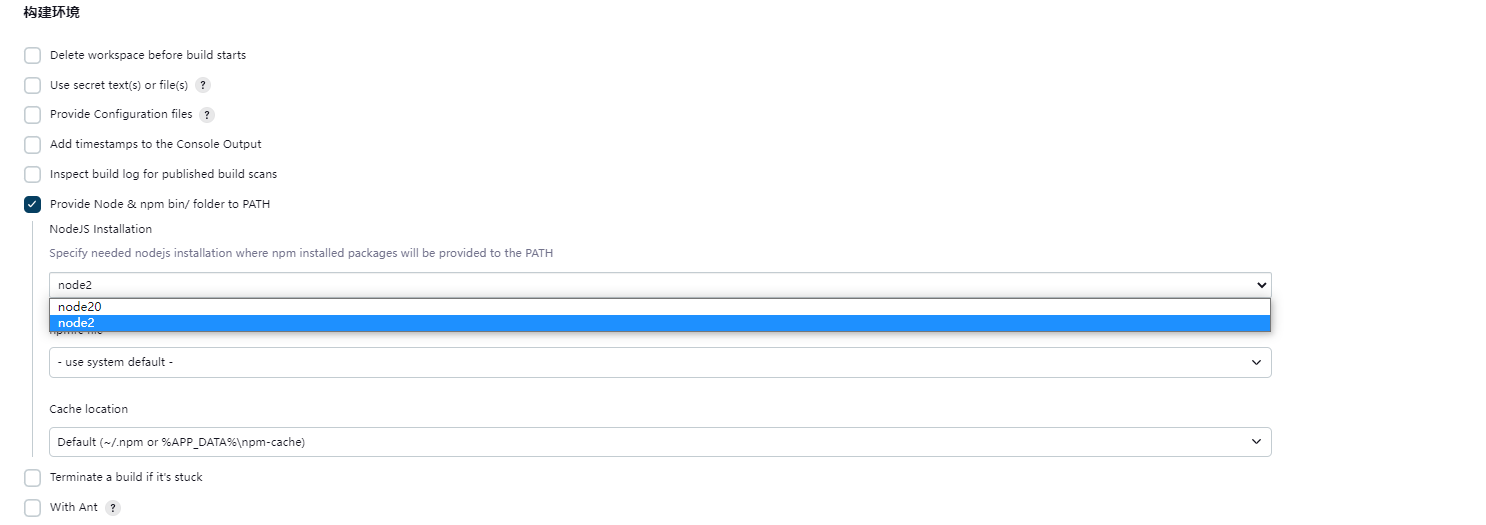 构建环境
Delete workspace before build starts
Use secret text(s) or file(s) ?
Provide Configuration files ?
Add timestamps to the Console Output
Inspect build log for published build scans
Provide Node & npm bin/ folder to PATH
NodeJS Installation
Specify needed nodejs installation where npm installed packages will be provided to the PATH
node2
node20
node2
- use system default -
Cache location
Default (~/.npm or %APP_DATA%\npm-cache)
Terminate a build if it's stuck
With Ant ?